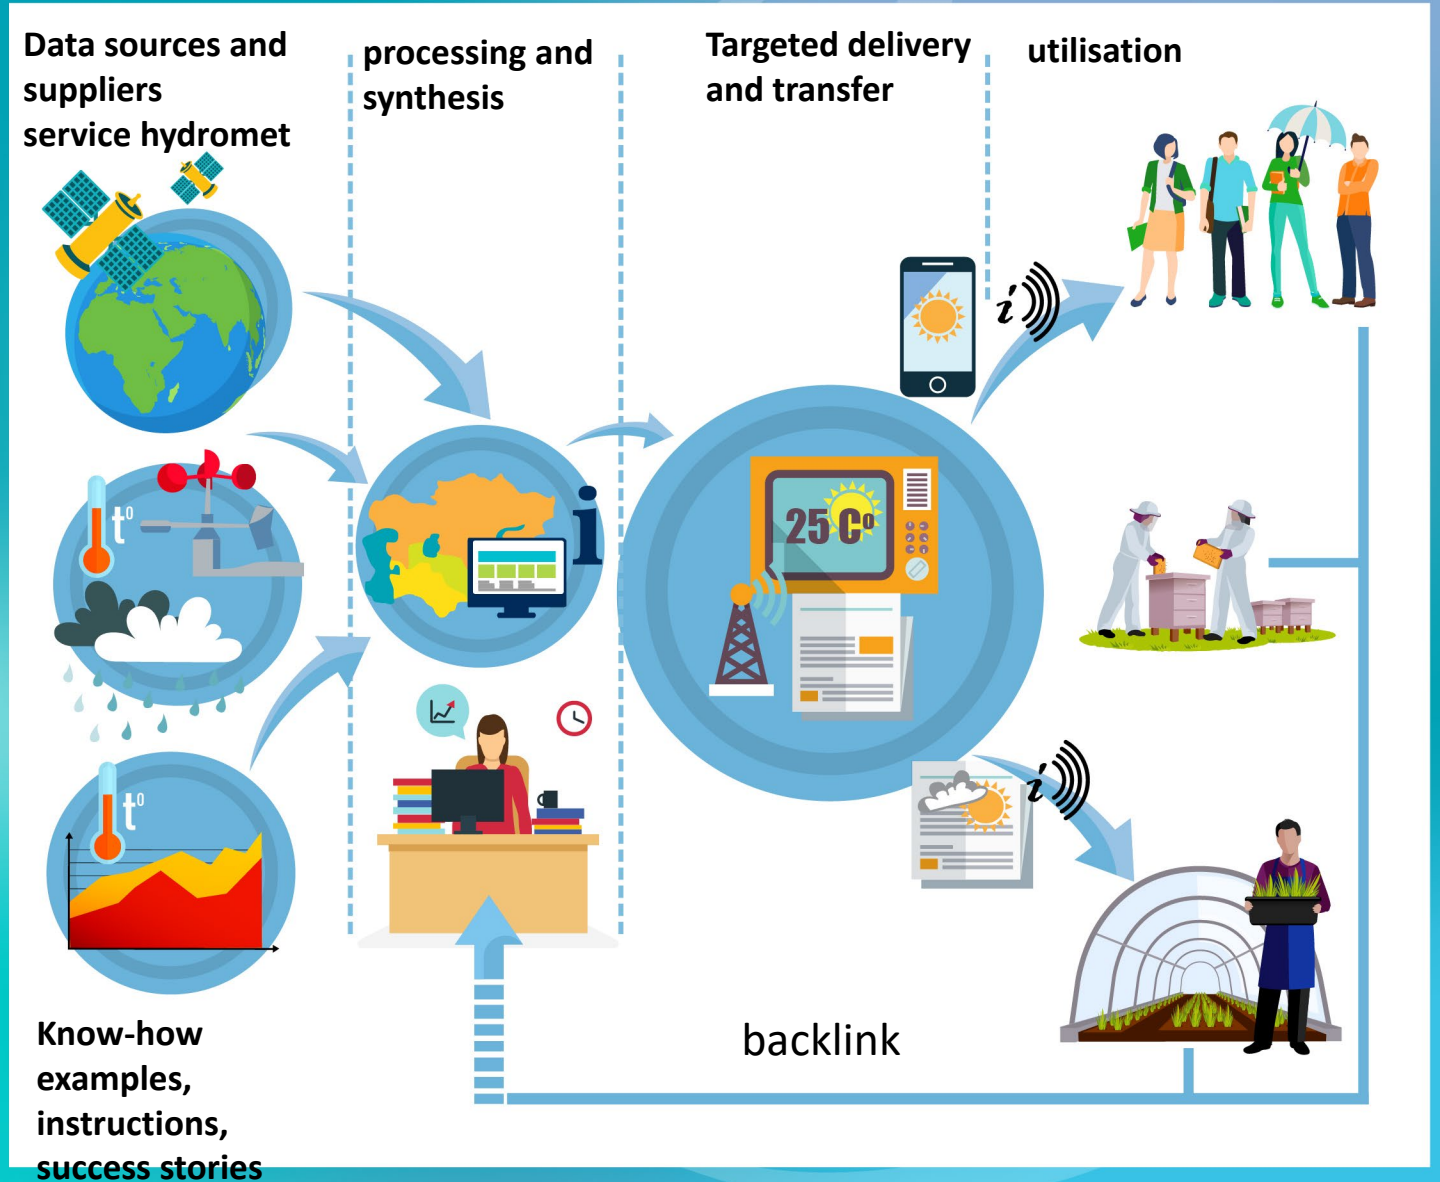 Data sources and
suppliers
service hydromet
processing and
synthesis
Targeted delivery
and transfer
utilisation
i
t⁰
i
25 Cº
i
t⁰
Know-how
examples,
instructions,
success stories
backlink